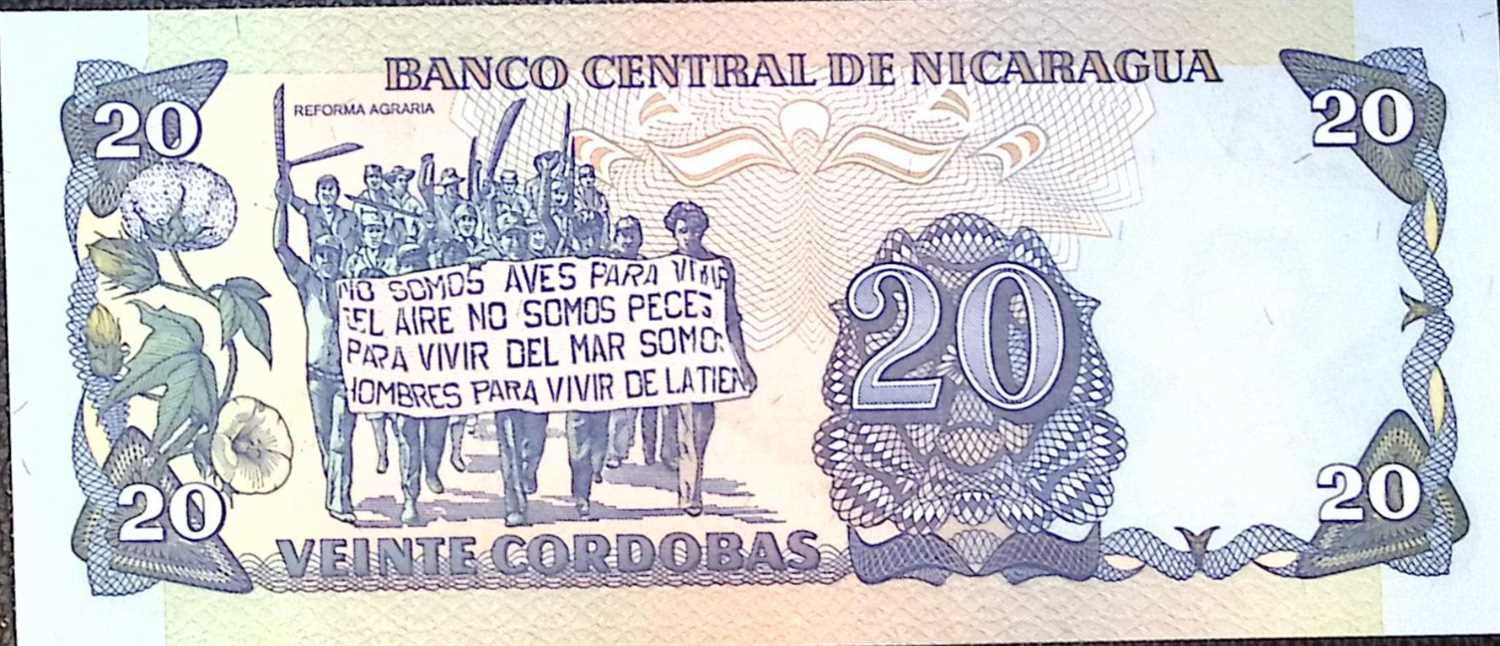 BANCO CENTRAL DE NICARAGUA
REFORMA AGRARIA
20
20
NO SOMOS AVES PARA VIVIR
DEL AIRE NO SOMOS PECES
PARA VIVIR DEL MAR SOMOS
HOMBRES PARA VIVIR DE LA TIER
20
20
20
VEINTE CORDOBAS